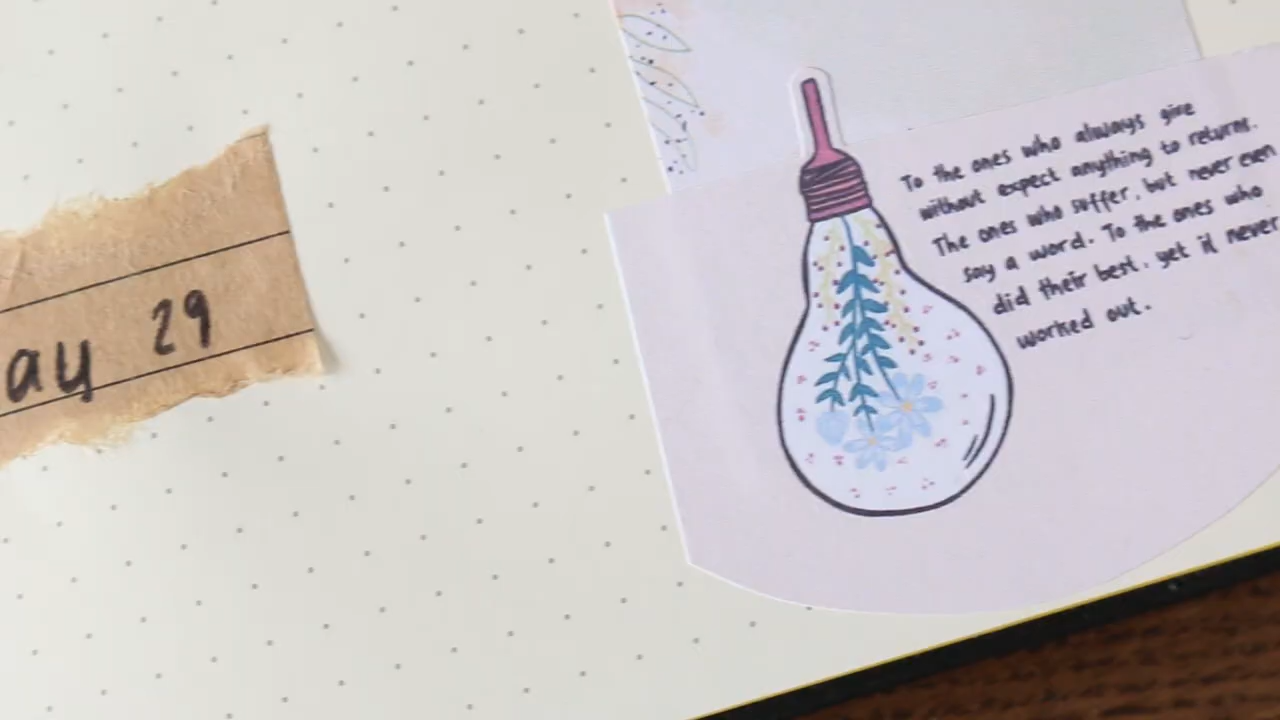 ay 29
To the ones who always give
without expect anything to returns.
The ones who suffer, but never even
say a word. To the ones who
did their best, yet it never
worked out.